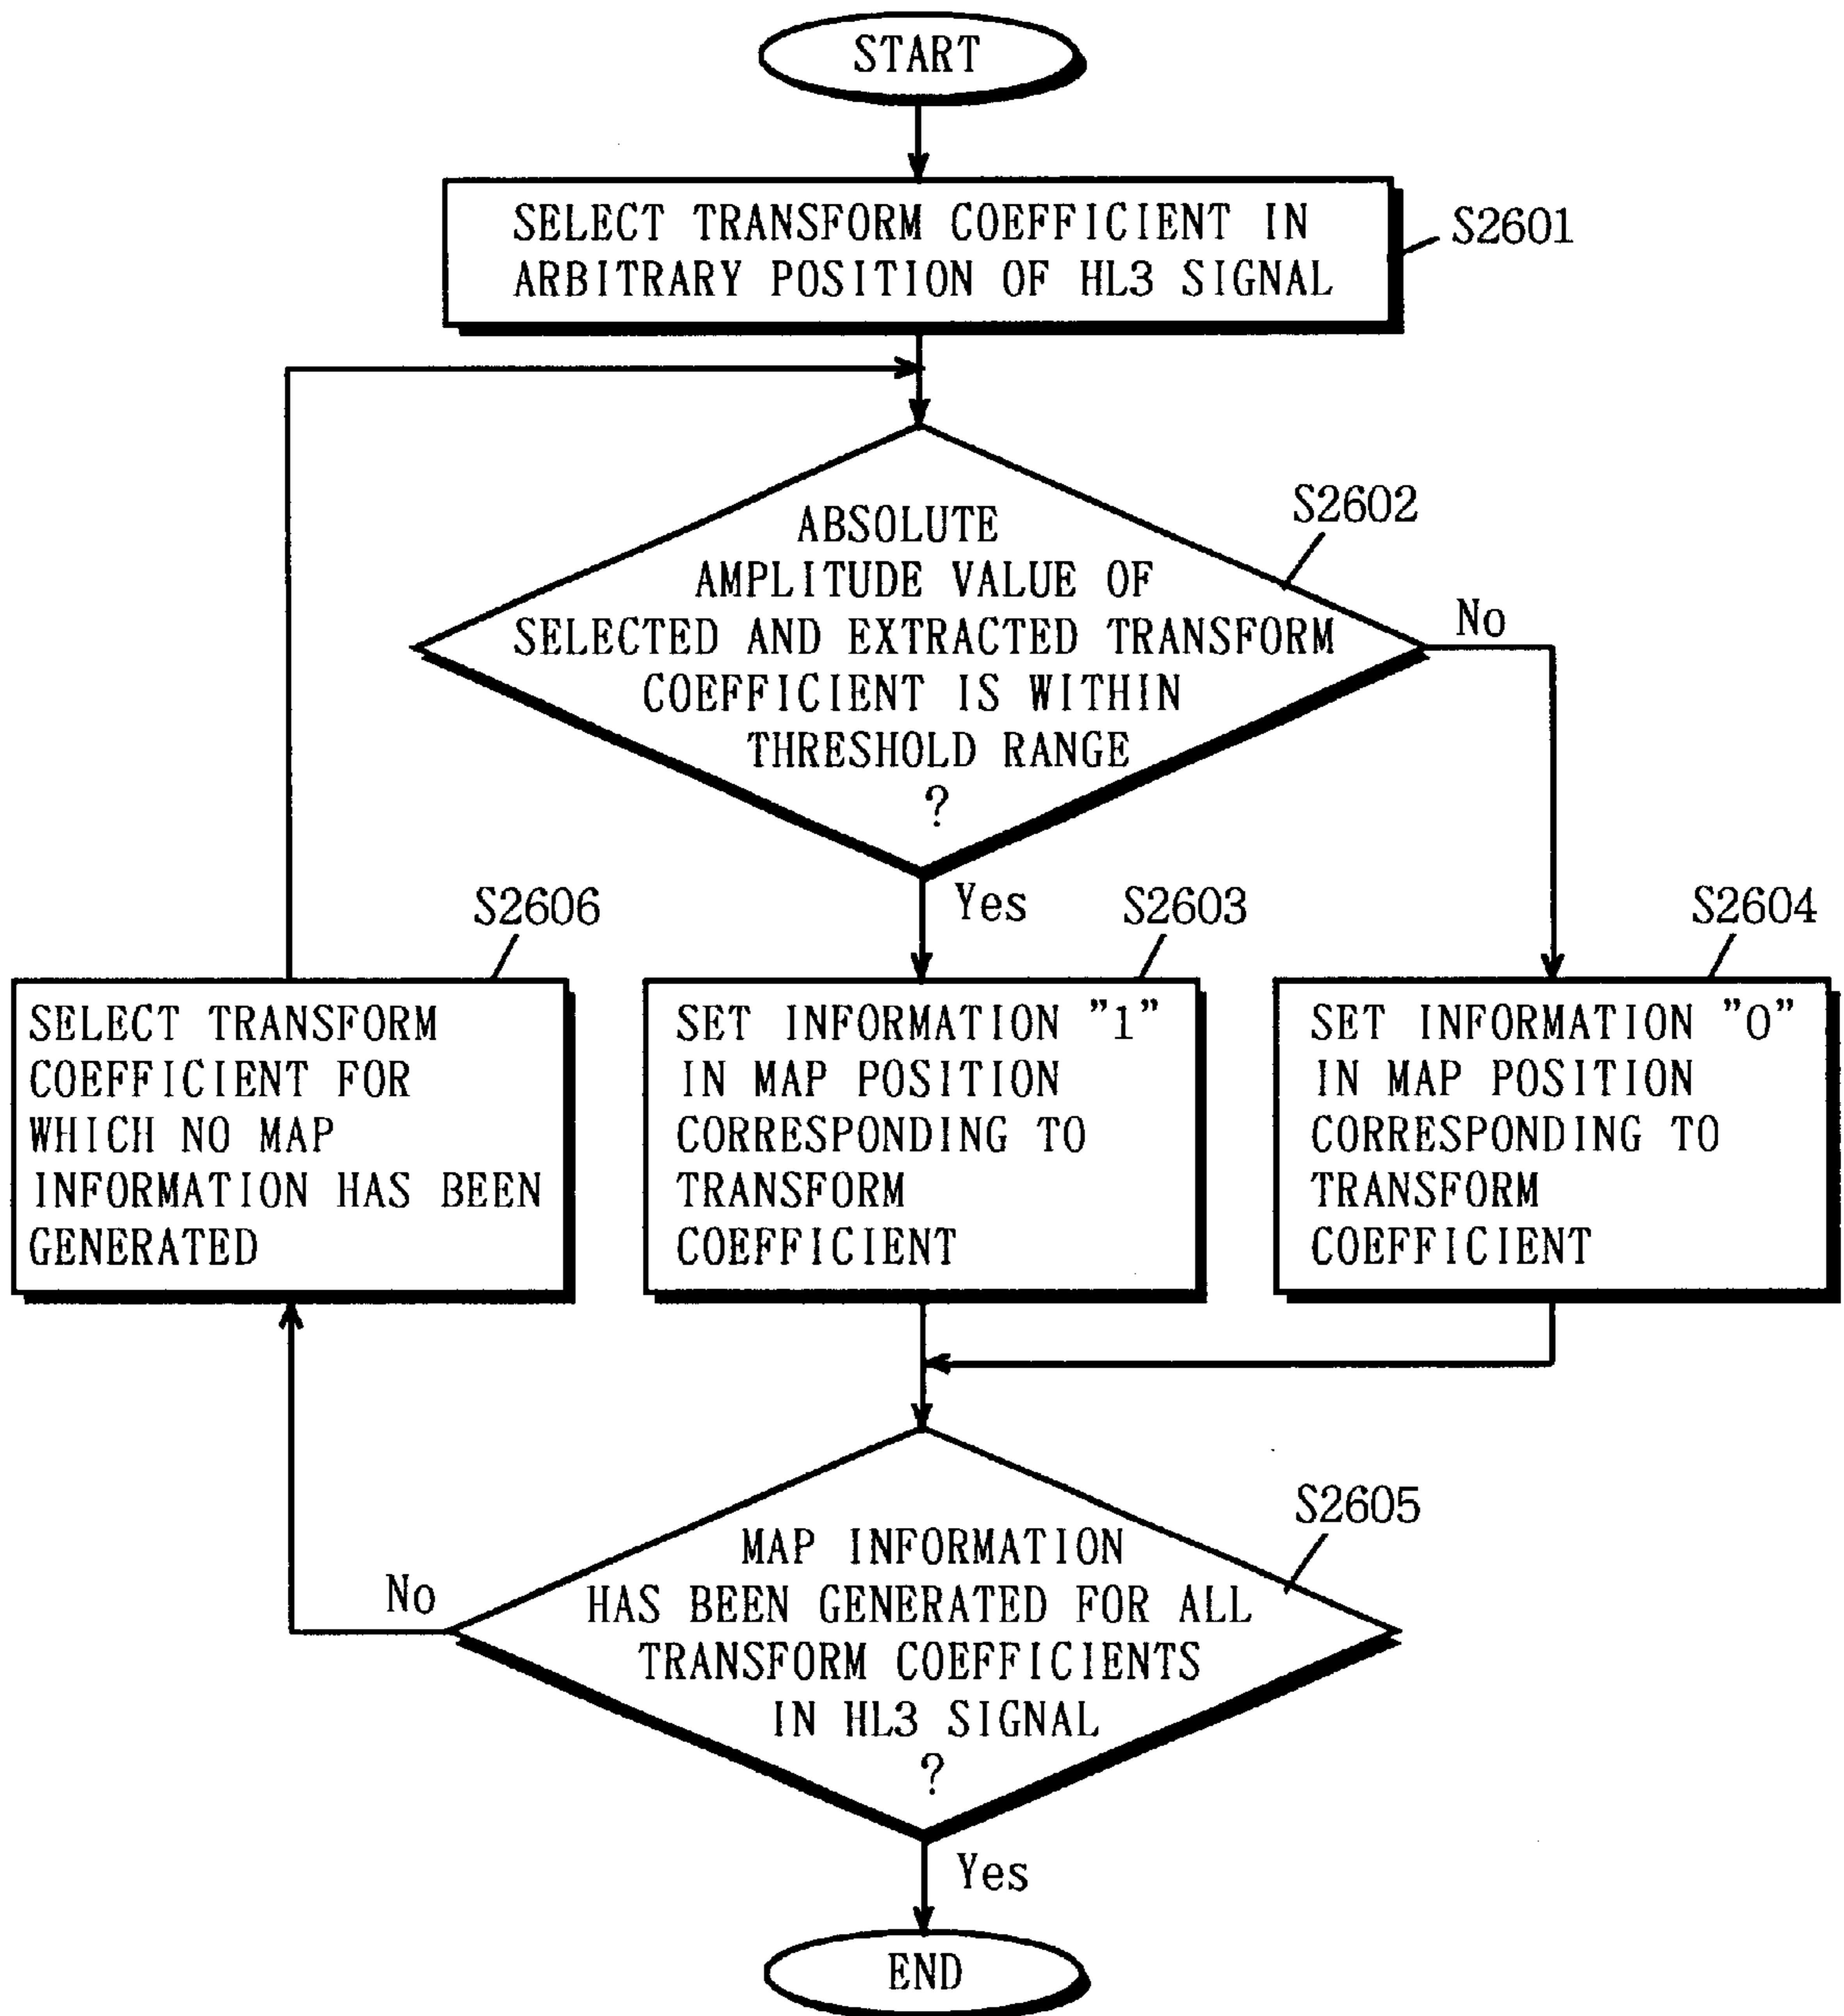 START
SELECT TRANSFORM COEFFICIENT IN
ARBITRARY POSITION OF HL3 SIGNAL
S2601
S2602
ABSOLUTE
AMPLITUDE VALUE OF
SELECTED AND EXTRACTED TRANSFORM
COEFFICIENT IS WITHIN
THRESHOLD RANGE
?
No
Yes
S2606
SELECT TRANSFORM
COEFFICIENT FOR
WHICH NO MAP
INFORMATION HAS BEEN
GENERATED
S2603
SET INFORMATION "1"
IN MAP POSITION
CORRESPONDING TO
TRANSFORM
COEFFICIENT
S2604
SET INFORMATION "0"
IN MAP POSITION
CORRESPONDING TO
TRANSFORM
COEFFICIENT
S2605
MAP INFORMATION
HAS BEEN GENERATED FOR ALL
TRANSFORM COEFFICIENTS
IN HL3 SIGNAL
?
No
Yes
END